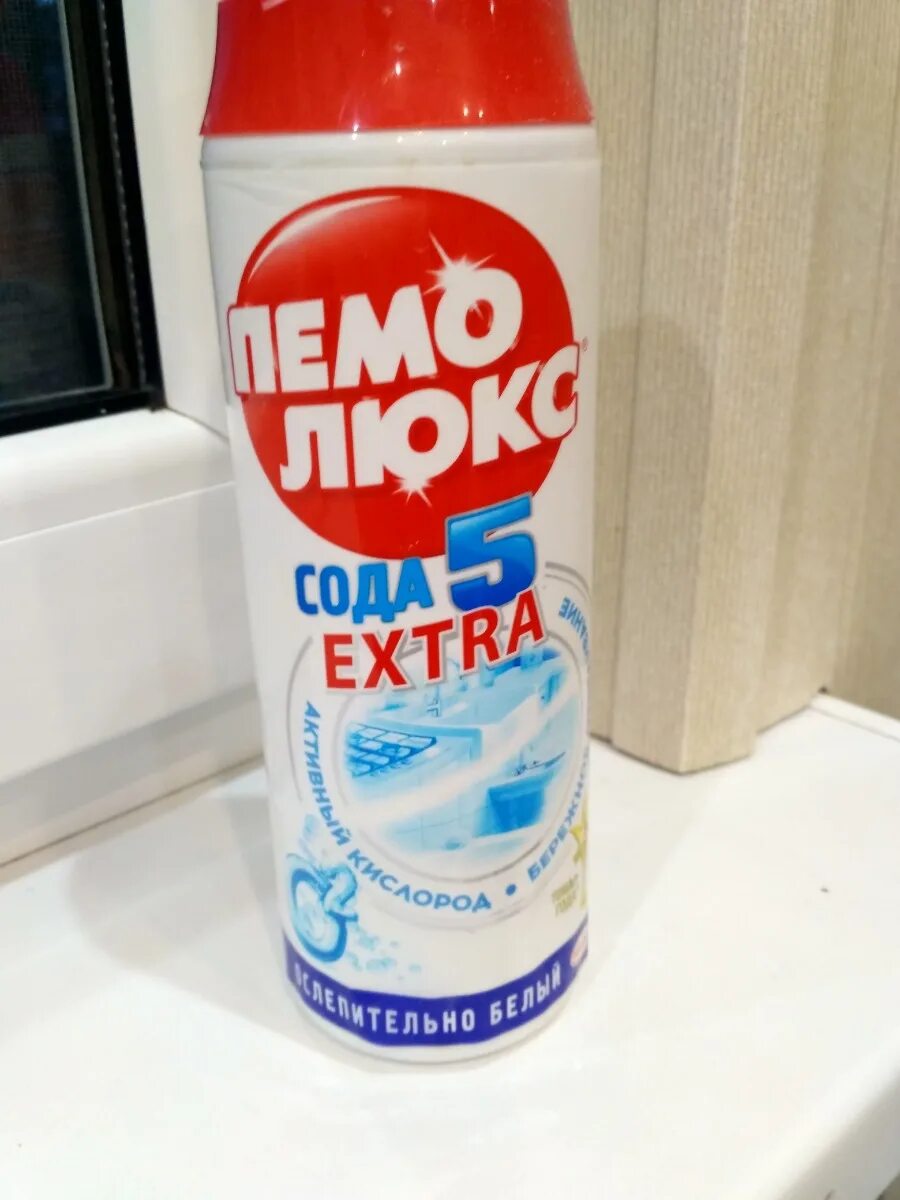 ПЕМО
ЛЮКС
СОДА 5
EXTRA
АКТИВНЫЙ КИСЛОРОД •
ОСЛЕПИТЕЛЬНО БЕЛЫЙ